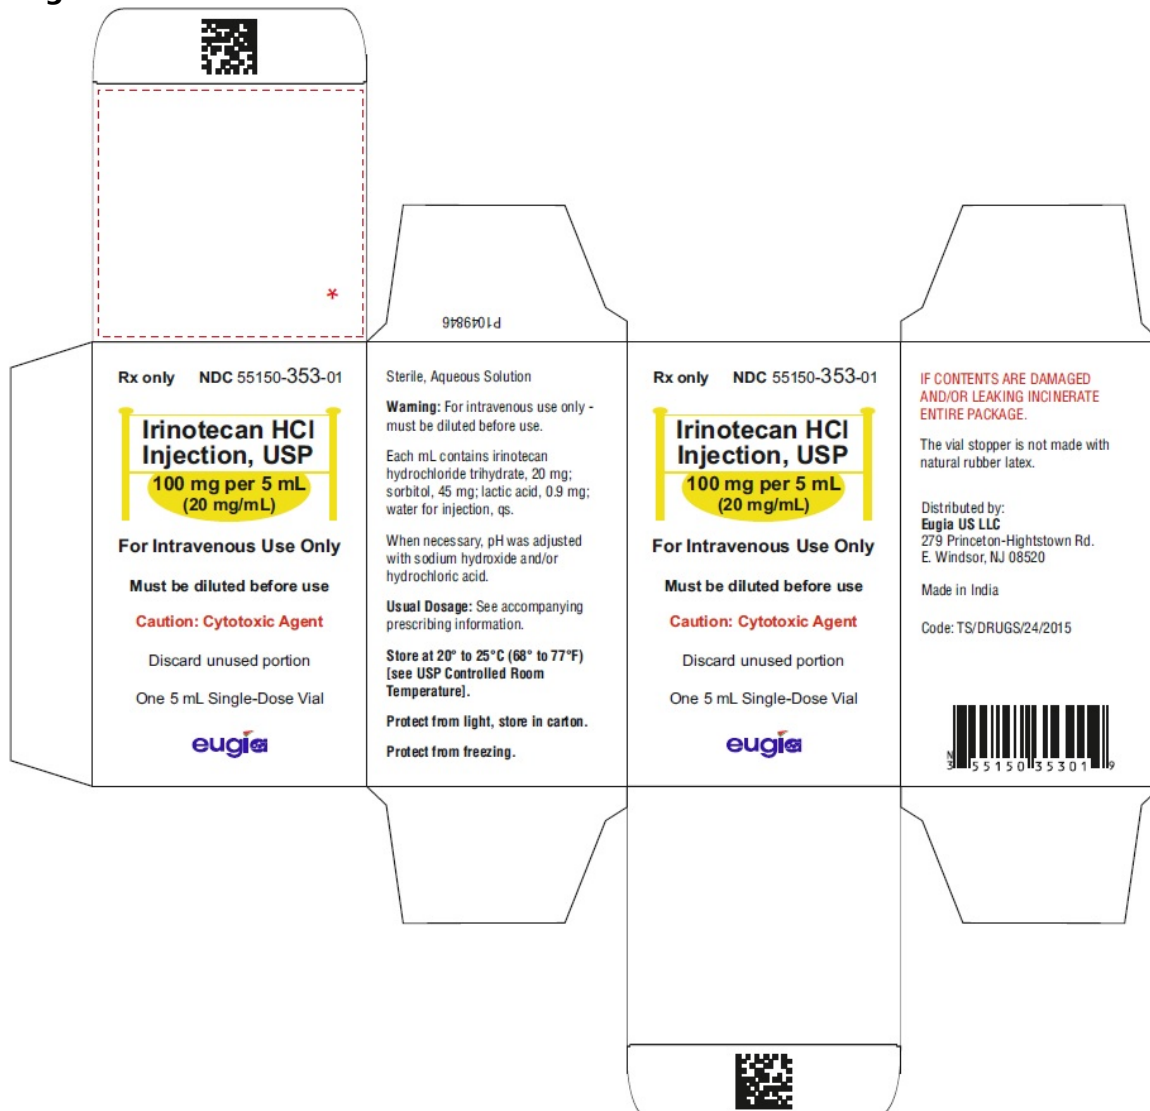 P1049846
Rx only NDC 55150-353-01
Irinotecan HCl
Injection, USP
100 mg per 5 mL
(20 mg/mL)
For Intravenous Use Only
Must be diluted before use
Caution: Cytotoxic Agent
Discard unused portion
One 5 mL Single-Dose Vial
eugia
Sterile, Aqueous Solution
Warning: For intravenous use only -
must be diluted before use.
Each mL contains irinotecan
hydrochloride trihydrate, 20 mg;
sorbitol, 45 mg; lactic acid, 0.9 mg;
water for injection, qs.
When necessary, pH was adjusted
with sodium hydroxide and/or
hydrochloric acid.
Usual Dosage: See accompanying
prescribing information.
Store at 20° to 25°C (68° to 77°F)
[see USP Controlled Room
Temperature].
Protect from light, store in carton.
Protect from freezing.
Rx only NDC 55150-353-01
Irinotecan HCl
Injection, USP
100 mg per 5 mL
(20 mg/mL)
For Intravenous Use Only
Must be diluted before use
Caution: Cytotoxic Agent
Discard unused portion
One 5 mL Single-Dose Vial
eugia
IF CONTENTS ARE DAMAGED
AND/OR LEAKING INCINERATE
ENTIRE PACKAGE.
The vial stopper is not made with
natural rubber latex.
Distributed by:
Eugia US LLC
279 Princeton-Hightstown Rd.
E. Windsor, NJ 08520
Made in India
Code: TS/DRUGS/24/2015
N
3 55150 35301 9